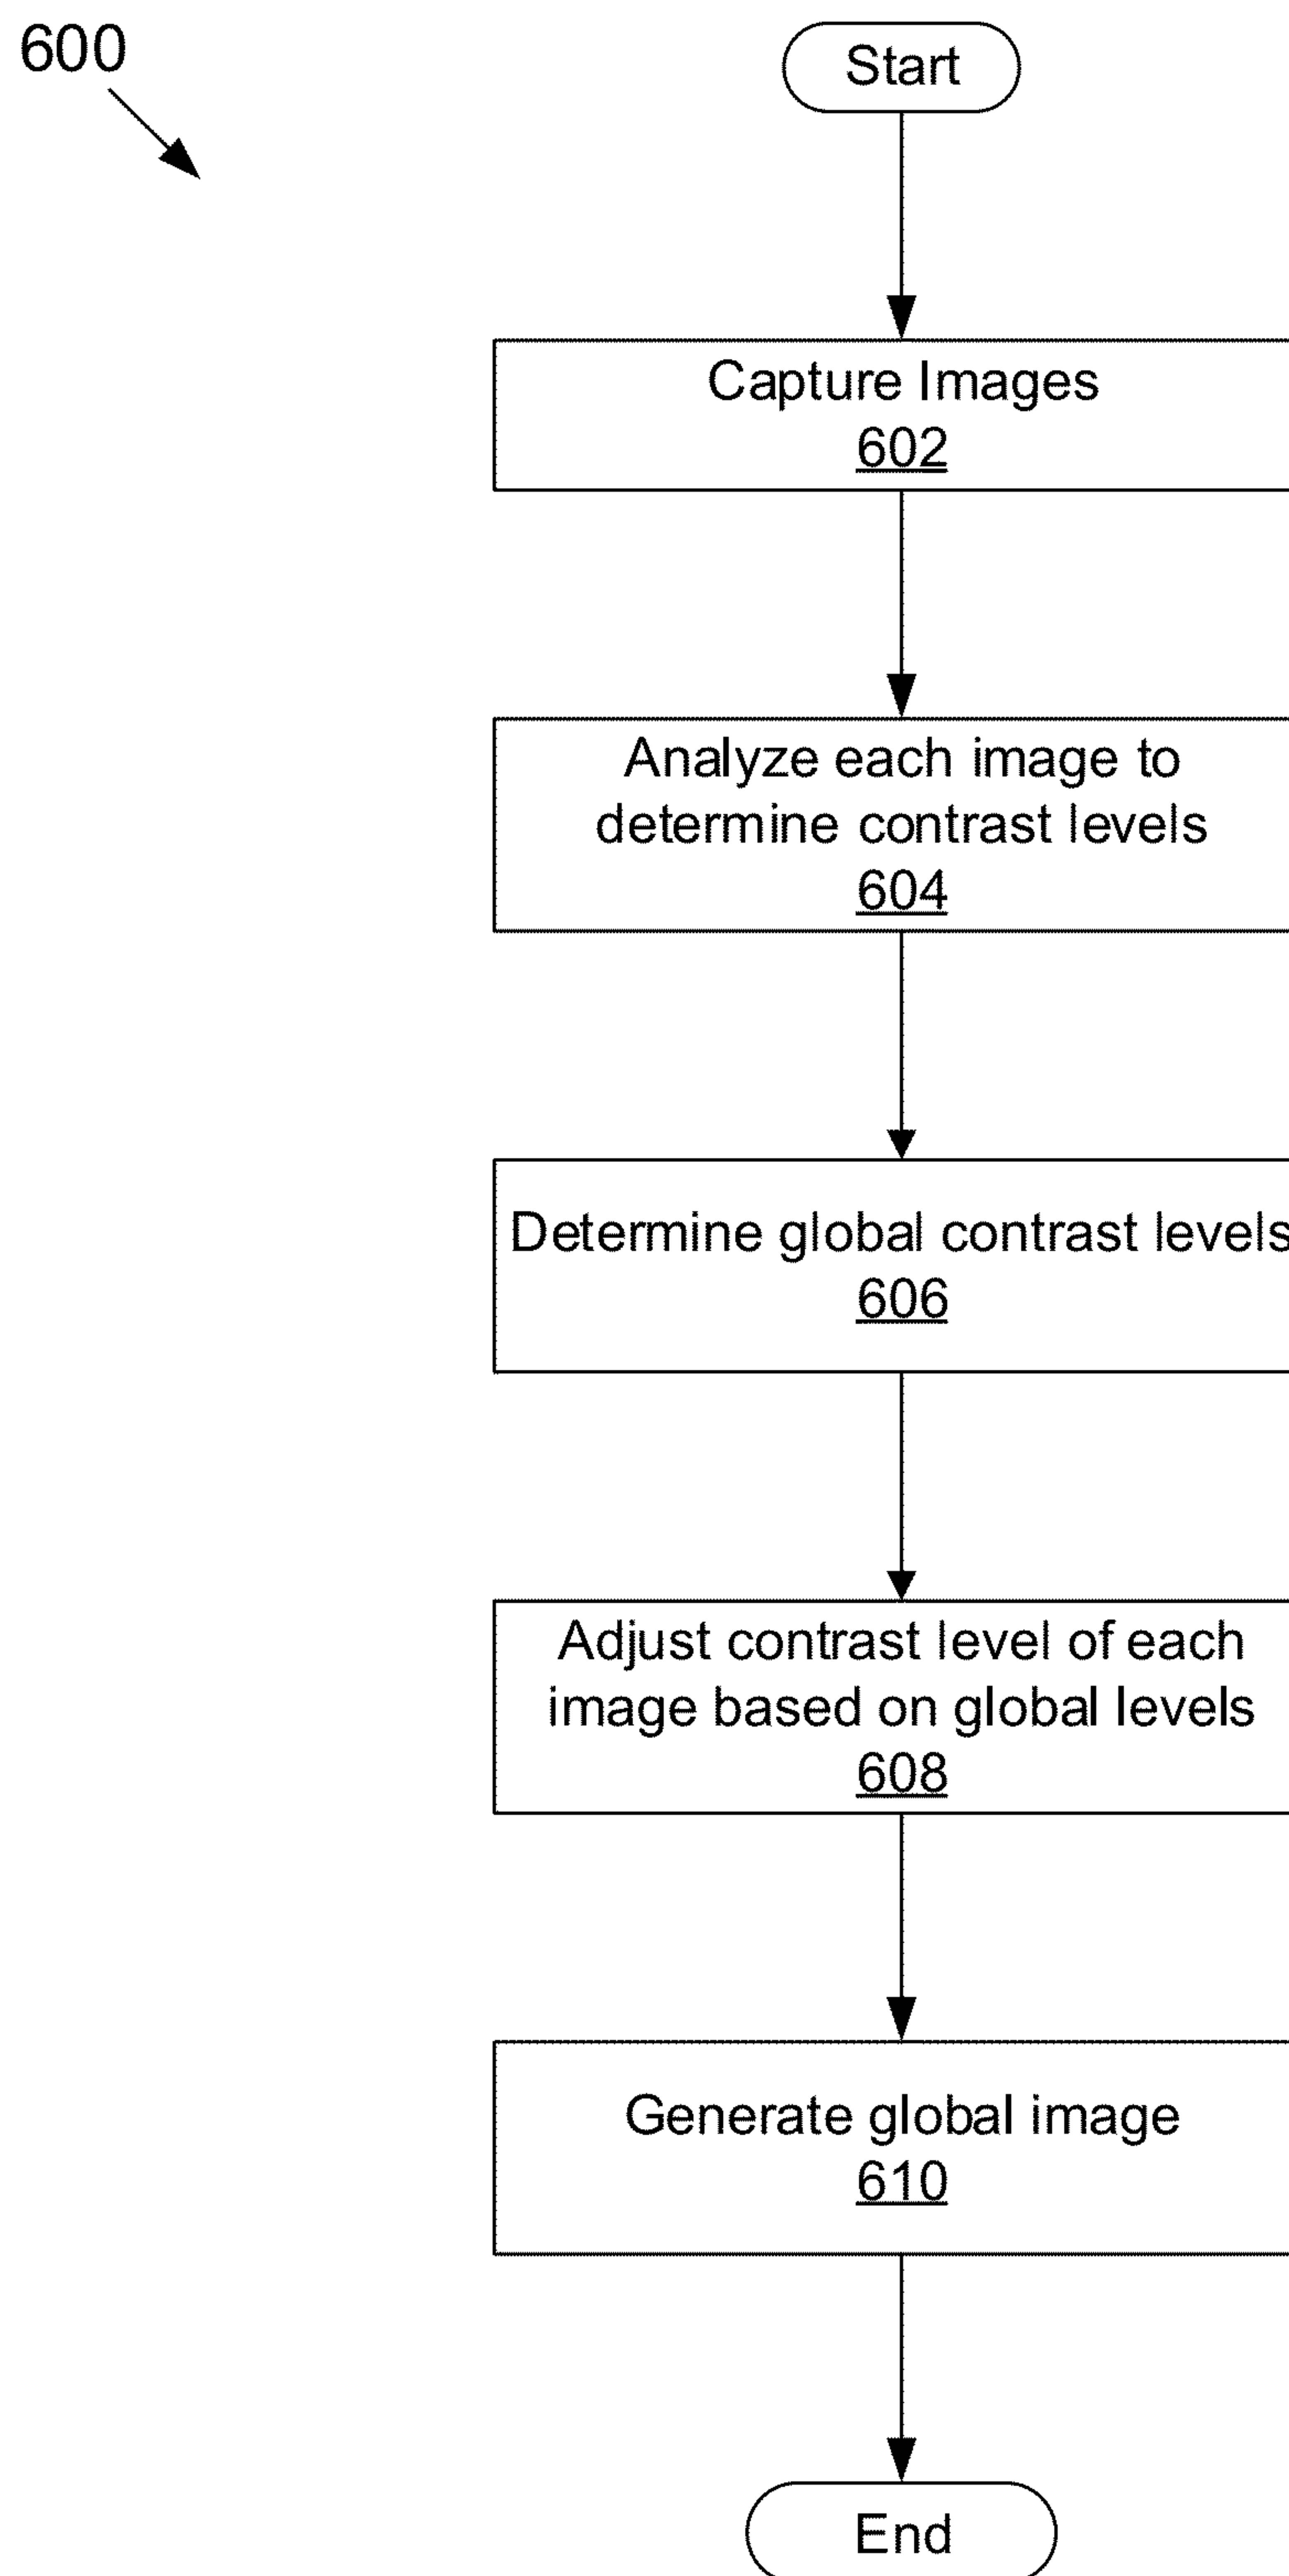 600
Start
Capture Images
602
Analyze each image to
determine contrast levels
604
Determine global contrast levels
606
Adjust contrast level of each
image based on global levels
608
Generate global image
610
End